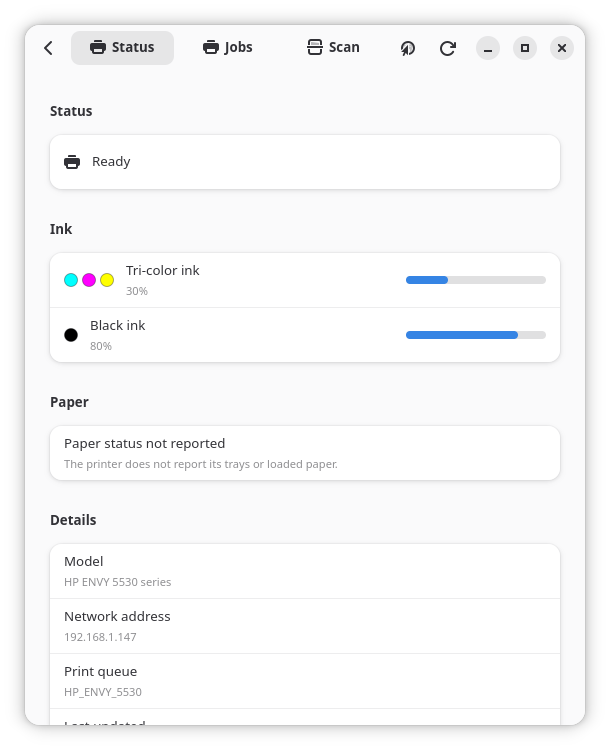 Status
Jobs
Scan
Status
Ready
Ink
Tri-color ink
30%
Black ink
80%
Paper
Paper status not reported
The printer does not report its trays or loaded paper.
Details
Model
HP ENVY 5530 series
Network address
192.168.1.147
Print queue
HP_ENVY_5530
Last updated